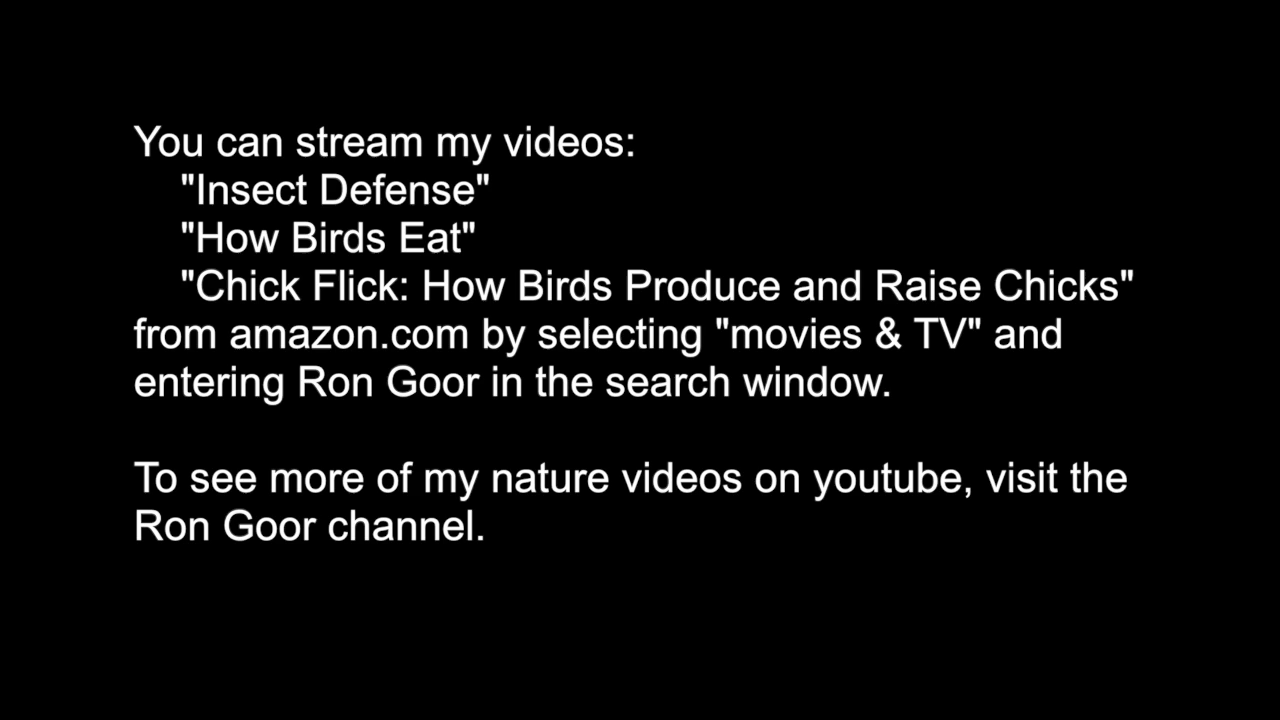 You can stream my videos:
"Insect Defense"
"How Birds Eat"
"Chick Flick: How Birds Produce and Raise Chicks"
from amazon.com by selecting "movies & TV" and
entering Ron Goor in the search window.
To see more of my nature videos on youtube, visit the
Ron Goor channel.